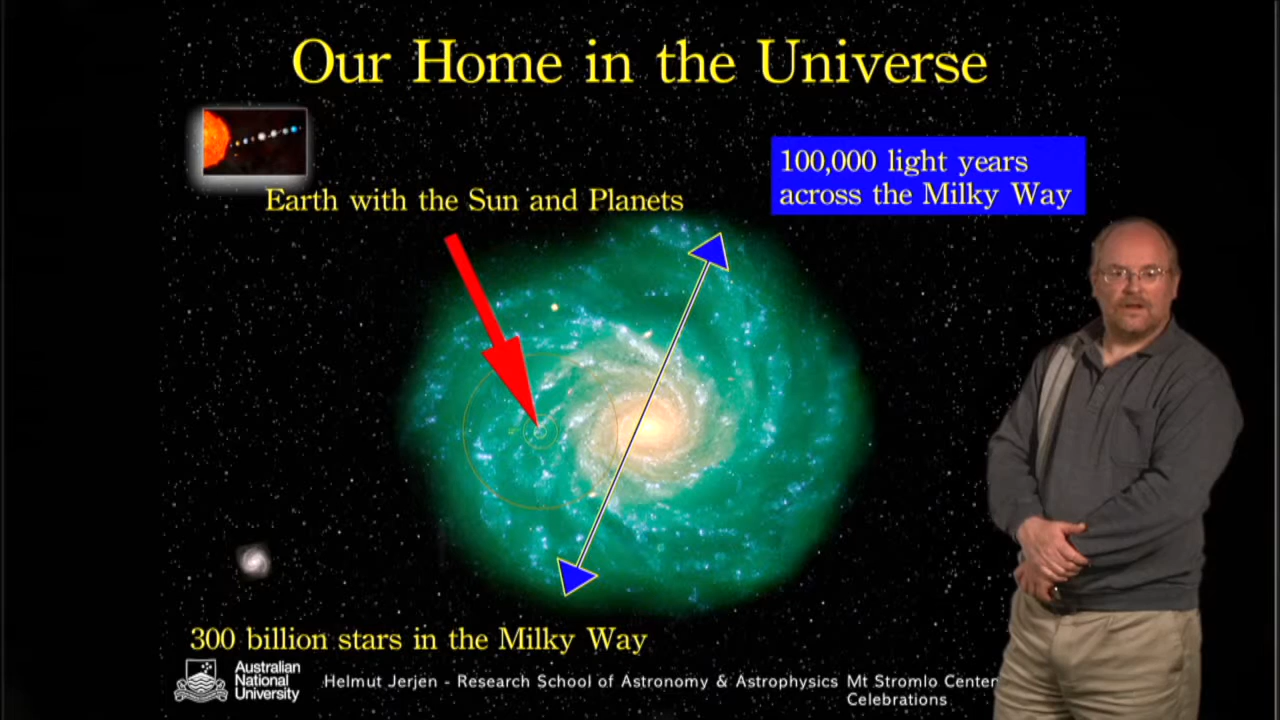 Our Home in the Universe
100,000 light years
across the Milky Way
Earth with the Sun and Planets
300 billion stars in the Milky Way
Australian
National
University
Helmut Jerjen - Research School of Astronomy & Astrophysics
Mt Stromlo Center
Celebrations